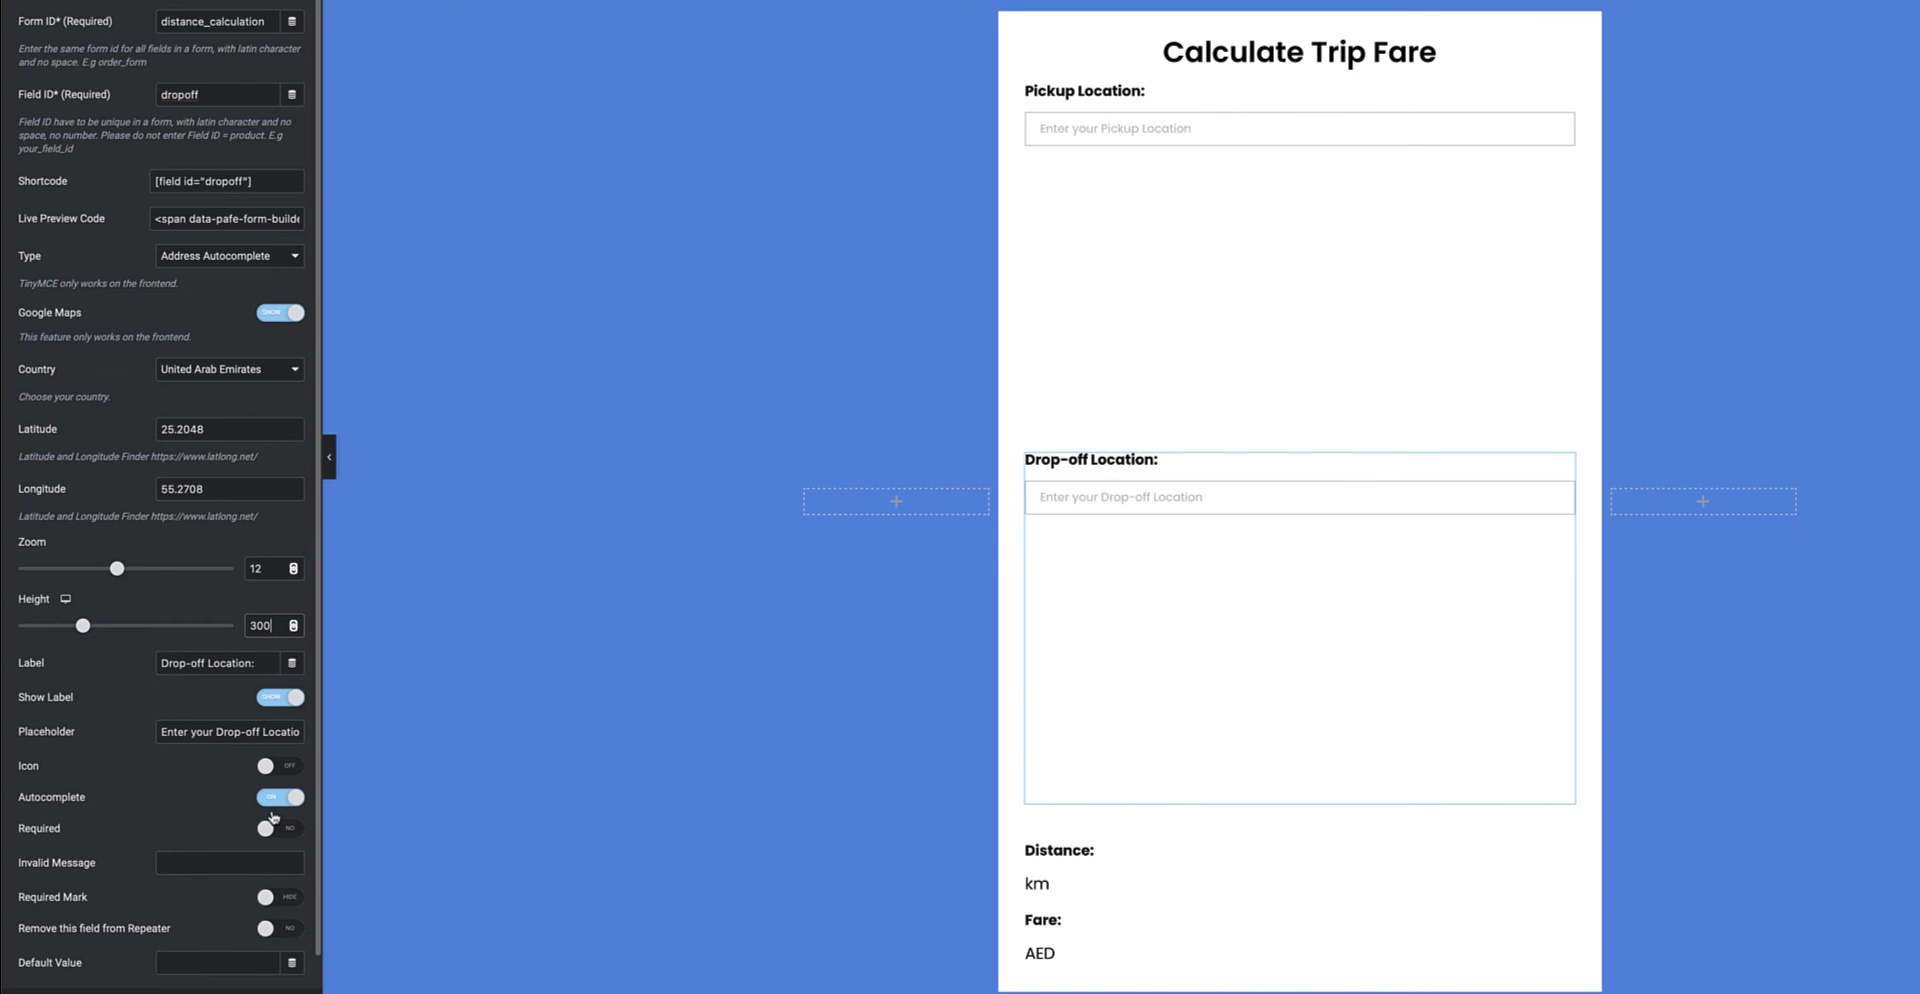 Form ID* (Required)
distance_calculation
Enter the same form id for all fields in a form, with latin character
and no space. E.g order_form
Field ID* (Required)
dropoff
Field ID have to be unique in a form, with latin character and no
space, no number. Please do not enter Field ID = product. E.g
your_field_id
Shortcode
[field id="dropoff"]
Live Preview Code
<span data-pafe-form-builde
Type
Address Autocomplete
TinyMCE only works on the frontend.
Google Maps
SHOW
This feature only works on the frontend.
Country
United Arab Emirates
Choose your country.
Latitude
25.2048
Latitude and Longitude Finder https://www.latlong.net/
Longitude
55.2708
Latitude and Longitude Finder https://www.latlong.net/
Zoom
12
Height
300
Label
Drop-off Location:
Show Label
SHOW
Placeholder
Enter your Drop-off Locatio
Icon
OFF
Autocomplete
ON
Required
NO
Invalid Message
Required Mark
HIDE
Remove this field from Repeater
NO
Default Value
Calculate Trip Fare
Pickup Location:
Enter your Pickup Location
Drop-off Location:
Enter your Drop-off Location
Distance:
km
Fare:
AED